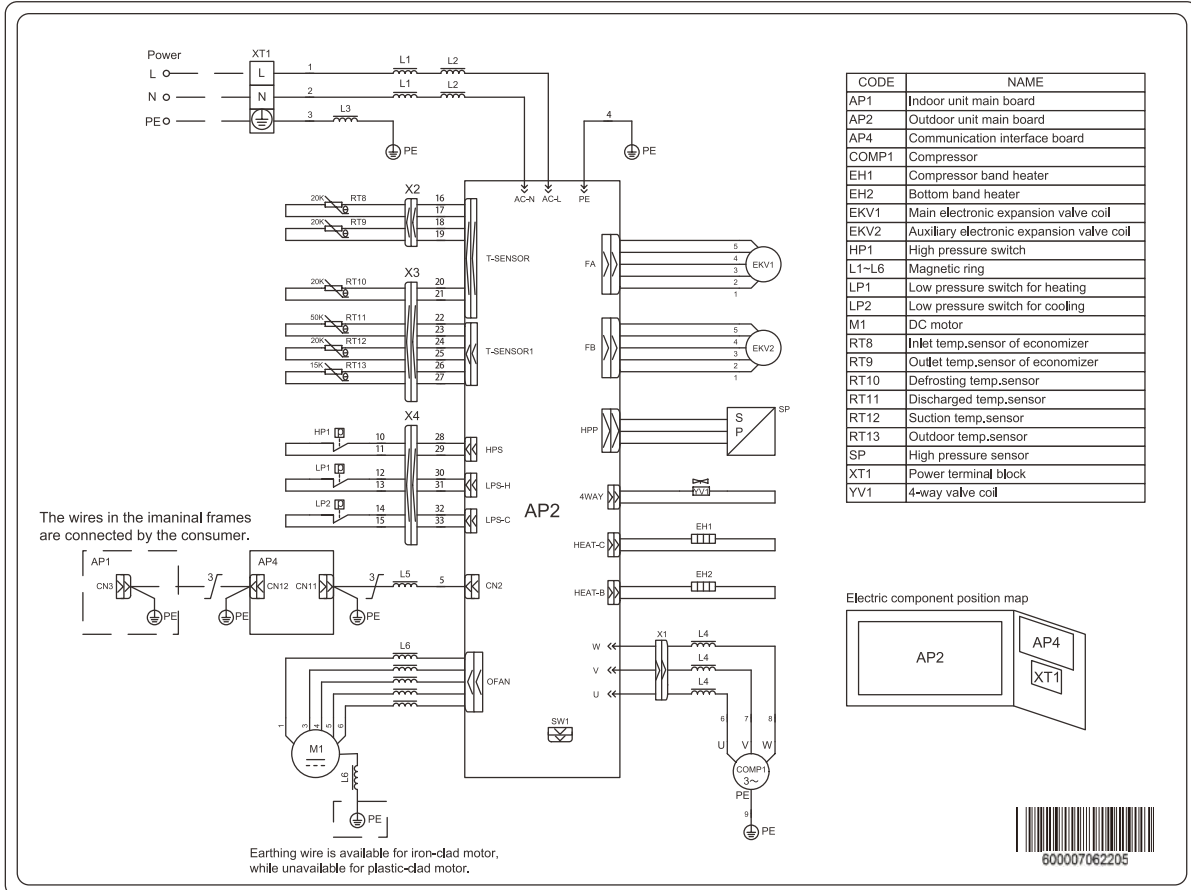 Power
XT1
L
L
1
L1
L2
N
N
2
L1
L2
PE
3
L3
PE
4
PE
AC-N
AC-L
PE
X2
20K
RT8
16
17
20K
RT9
18
19
T-SENSOR
X3
20K
RT10
20
21
50K
RT11
22
23
20K
RT12
24
25
15K
RT13
26
27
T-SENSOR1
X4
HP1
P
10
11
28
29
HPS
LP1
P
12
13
30
31
LPS-H
LP2
P
14
15
32
33
LPS-C
AP2
The wires in the imaninal frames
are connected by the consumer.
AP1
CN3
PE
3
PE
AP4
CN12
CN11
PE
3
L5
5
CN2
L6
OFAN
1
3
4
5
6
M1
L6
PE
Earthing wire is available for iron-clad motor,
while unavailable for plastic-clad motor.
FA
5
4
3
2
1
EKV1
FB
5
4
3
2
1
EKV2
HPP
S
P
SP
4WAY
YV1
HEAT-C
EH1
HEAT-B
EH2
X1
W
L4
V
L4
U
L4
SW1
6
7
8
U
V
W
COMP1
3~
PE
9
PE
CODE NAME
AP1 Indoor unit main board
AP2 Outdoor unit main board
AP4 Communication interface board
COMP1 Compressor
EH1 Compressor band heater
EH2 Bottom band heater
EKV1 Main electronic expansion valve coil
EKV2 Auxiliary electronic expansion valve coil
HP1 High pressure switch
L1~L6 Magnetic ring
LP1 Low pressure switch for heating
LP2 Low pressure switch for cooling
M1 DC motor
RT8 Inlet temp.sensor of economizer
RT9 Outlet temp.sensor of economizer
RT10 Defrosting temp.sensor
RT11 Discharged temp.sensor
RT12 Suction temp.sensor
RT13 Outdoor temp.sensor
SP High pressure sensor
XT1 Power terminal block
YV1 4-way valve coil
Electric component position map
AP2
AP4
XT1
600007062205